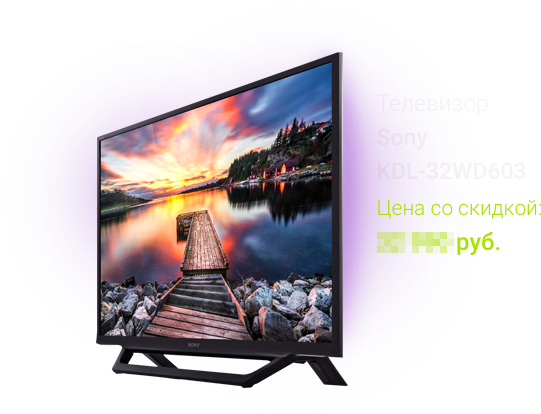 Телевизор
Sony
KDL-32WD603
Цена со скидкой:
руб.
SONY